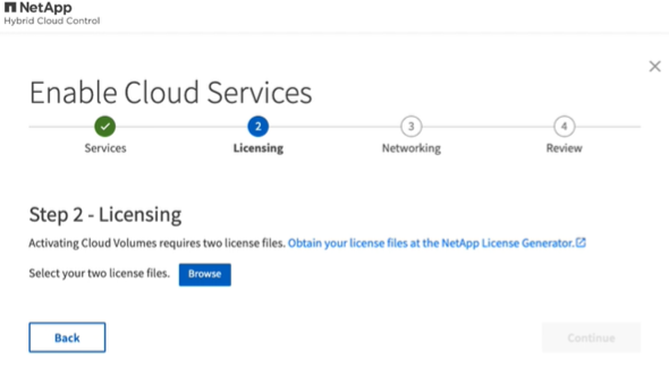 NetApp
Hybrid Cloud Control
Enable Cloud Services
2 3 4
Services Licensing Networking Review
Step 2 - Licensing
Activating Cloud Volumes requires two license files. Obtain your license files at the NetApp License Generator.
Select your two license files. Browse
Back Continue